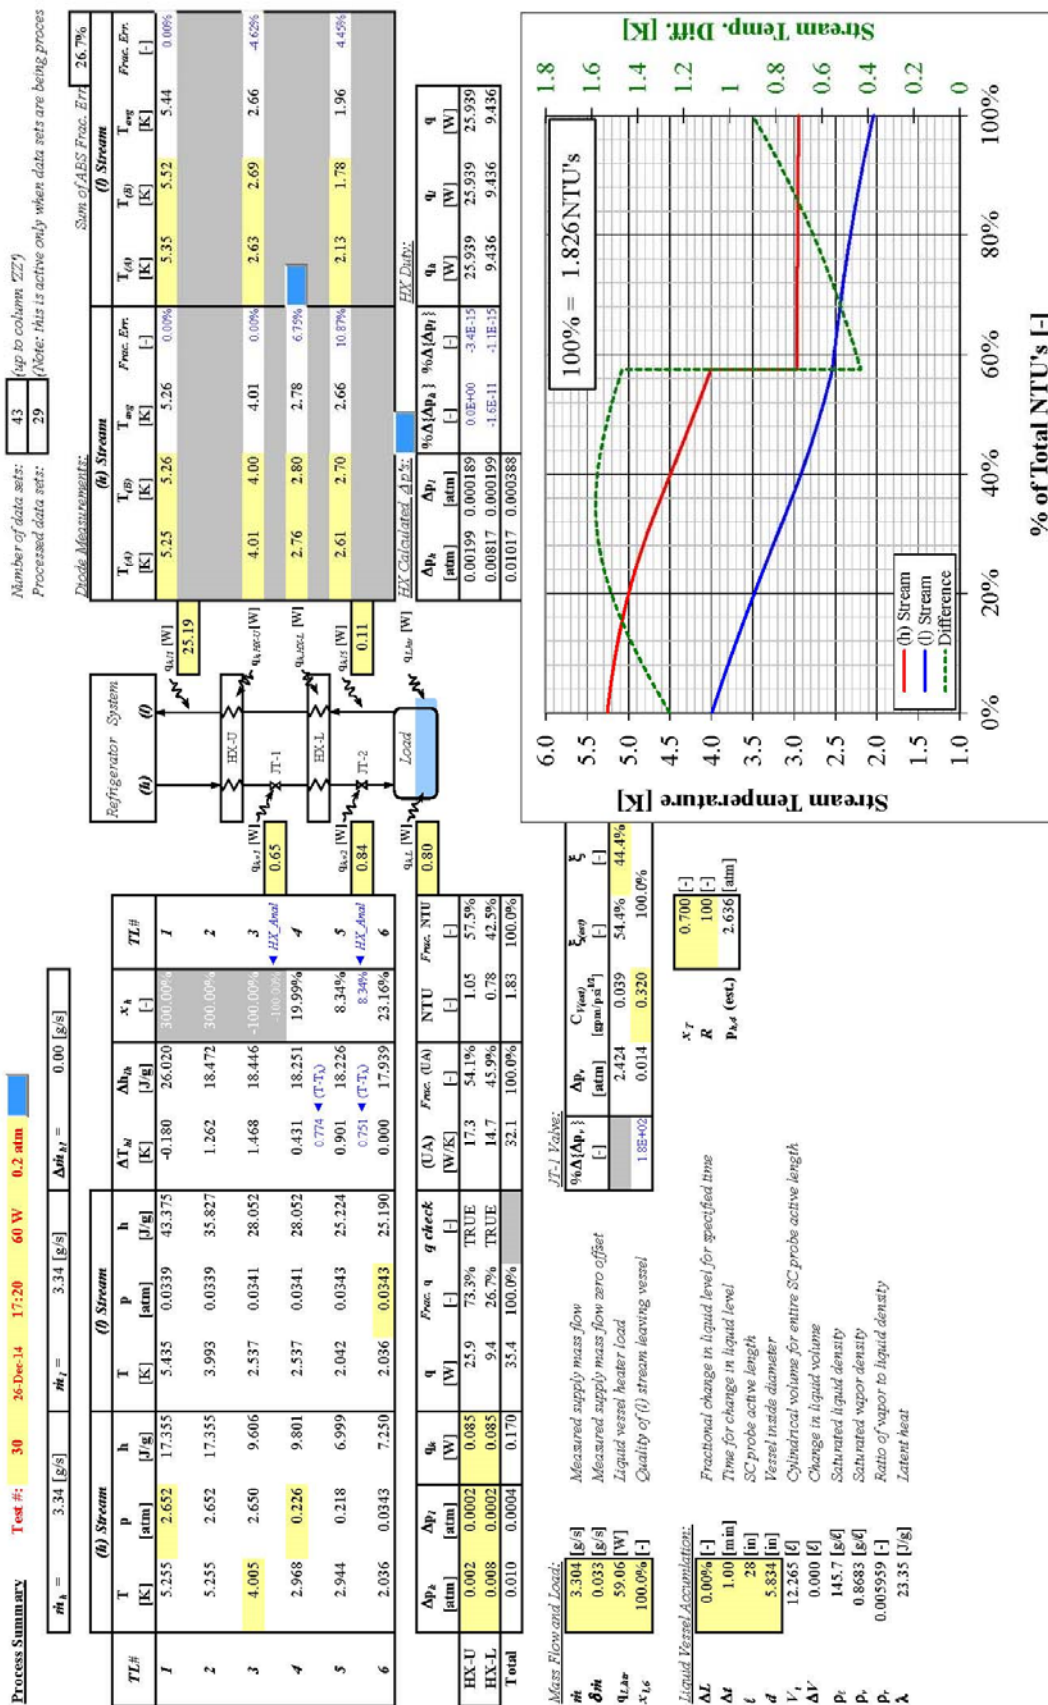 Process Summary Test #: 30 26-Dec-14 17:20 60 W 0.2 atm
Number of data sets: 43 (up to column 'ZZ')
Processed data sets: 29 (Note: this is active only when data sets are being proces
ṁh = 3.34 [g/s] ṁl = 3.34 [g/s] Δṁhl = 0.00 [g/s]
(h) Stream (l) Stream
TL# T p h T p h ΔThl Δhlh xh TL#
[K] [atm] [J/g] [K] [atm] [J/g] [K] [J/g] [-]
1 5.255 2.652 17.355 5.435 0.0339 43.375 -0.180 26.020 300.00% 1
2 5.255 2.652 17.355 3.993 0.0339 35.827 1.262 18.472 300.00% 2
3 4.005 2.650 9.606 2.537 0.0341 28.052 1.468 18.446 -100.00% 3
-100.00% ◄ HX_Anal
4 2.968 0.226 9.801 2.537 0.0341 28.052 0.431 18.251 19.99% 4
0.774 ◄ (T-Tλ)
5 2.944 0.218 6.999 2.042 0.0343 25.224 0.901 18.226 8.34% 5
0.751 ◄ (T-Tλ) 8.34% ◄ HX_Anal
6 2.036 0.0343 7.250 2.036 0.0343 25.190 0.000 17.939 23.16% 6
Δph Δpl qk q Frac. q q check (UA) Frac. (UA) NTU Frac. NTU
[atm] [atm] [W] [W] [-] [-] [W/K] [-] [-] [-]
HX-U 0.002 0.0002 0.085 25.9 73.3% TRUE 17.3 54.1% 1.05 57.5%
HX-L 0.008 0.0002 0.085 9.4 26.7% TRUE 14.7 45.9% 0.78 42.5%
Total 0.010 0.0004 0.170 35.4 100.0% 32.1 100.0% 1.83 100.0%
Refrigerator System
(h) (l)
HX-U
JT-1
HX-L
JT-2
Load
0.65
0.84
0.80
25.19
0.11
Diode Measurements: Sum of ABS Frac. Err. 26.7%
(h) Stream (l) Stream
T(A) T(B) Tavg Frac. Err. T(A) T(B) Tavg Frac. Err.
[K] [K] [K] [-] [K] [K] [K] [-]
5.25 5.26 5.26 0.00% 5.35 5.52 5.44 0.00%
4.01 4.00 4.01 0.00% 2.63 2.69 2.66 -4.62%
2.76 2.80 2.78 6.75%
2.61 2.70 2.66 10.87% 2.13 1.78 1.96 4.45%
HX Calculated Δp's: HX Duty:
Δph Δpl %Δ{Δph} %Δ{Δpl} qh ql q
[atm] [atm] [-] [W] [W] [W]
0.00199 0.000189 0.0E+00 -3.4E-15 25.939 25.939 25.939
0.00817 0.000199 -1.6E-11 -1.1E-15 9.436 9.436 9.436
0.01017 0.000388
Mass Flow and Load:
ṁ 3.304 [g/s] Measured supply mass flow
δṁ 0.033 [g/s] Measured supply mass flow zero offset
qL,htr 59.06 [W] Liquid vessel heater load
xl,6 100.0% [-] Quality of (l) stream leaving vessel
Liquid Vessel Accumlation:
ΔL 0.00% [-] Fractional change in liquid level for specified time
Δt 1.00 [min] Time for change in liquid level
ℓ 28 [in] SC probe active length
d 5.834 [in] Vessel inside diameter
V1 12.265 [ℓ] Cylindrical volume for entire SC probe active length
ΔV 0.000 [ℓ] Change in liquid volume
ρℓ 145.7 [g/ℓ] Saturated liquid density
ρv 0.8683 [g/ℓ] Saturated vapor density
ρr 0.005959 [-] Ratio of vapor to liquid density
λ 23.35 [J/g] Latent heat
JT-1 Valve:
%Δ{Δpv} Δpv CV(est) ξx(est) ξ
[-] [atm] [gpm/psi^1/2] [-] [-]
2.424 0.039 54.4% 44.4%
1.8E+02 0.014 0.320 100.0%
xT 0.700 [-]
R 100 [-]
ph,4 (est.) 2.636 [atm]
100% = 1.826NTU's
(h) Stream
(l) Stream
Difference
Stream Temperature [K]
6.0 5.5 5.0 4.5 4.0 3.5 3.0 2.5 2.0 1.5 1.0
Stream Temp. Diff. [K]
1.8 1.6 1.4 1.2 1 0.8 0.6 0.4 0.2 0
0% 20% 40% 60% 80% 100%
% of Total NTU's [-]